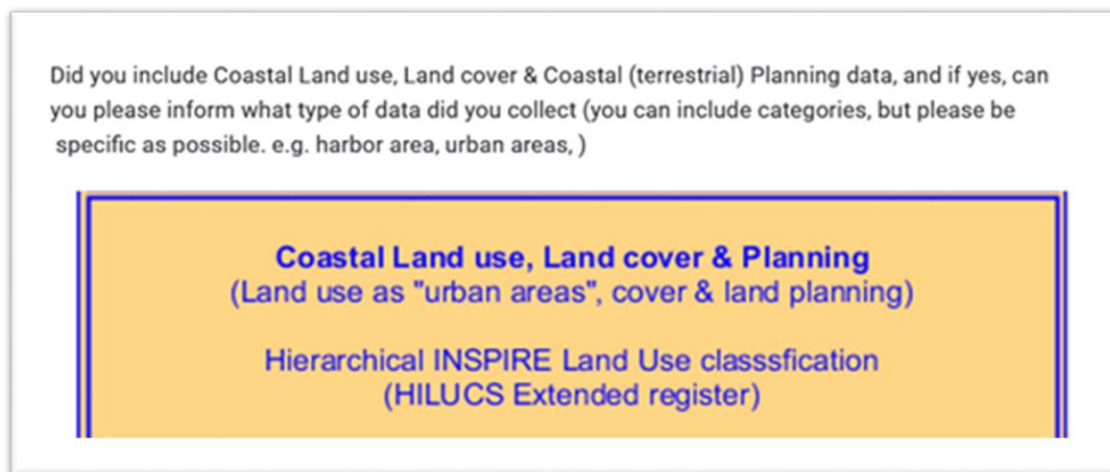 Did you include Coastal Land use, Land cover & Coastal (terrestrial) Planning data, and if yes, can
you please inform what type of data did you collect (you can include categories, but please be
specific as possible. e.g. harbor area, urban areas, )
Coastal Land use, Land cover & Planning
(Land use as "urban areas", cover & land planning)
Hierarchical INSPIRE Land Use classsfication
(HILUCS Extended register)